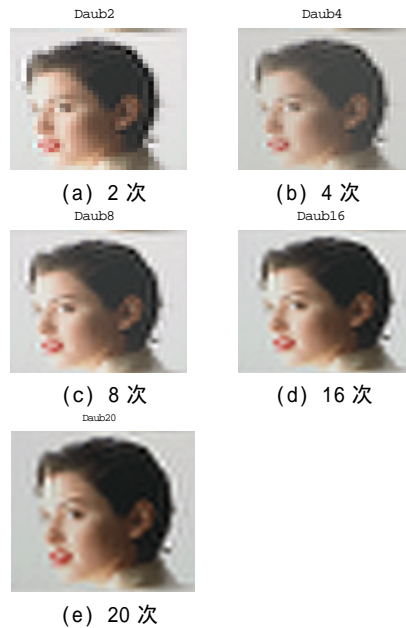 Daub2
Daub4
(a) 2 次
(b) 4 次
Daub8
Daub16
(c) 8 次
(d) 16 次
Daub20
(e) 20 次